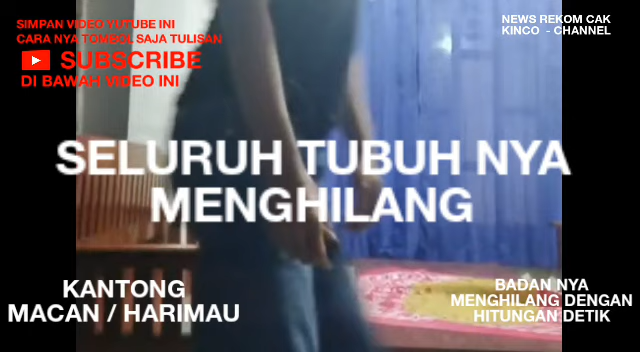 SIMPAN VIDEO YUTUBE INI
CARA NYA TOMBOL SAJA TULISAN
SUBSCRIBE
DI BAWAH VIDEO INI
NEWS REKOM CAK
KINCO - CHANNEL
SELURUH TUBUH NYA
MENGHILANG
KANTONG
MACAN / HARIMAU
BADAN NYA
MENGHILANG DENGAN
HITUNGAN DETIK